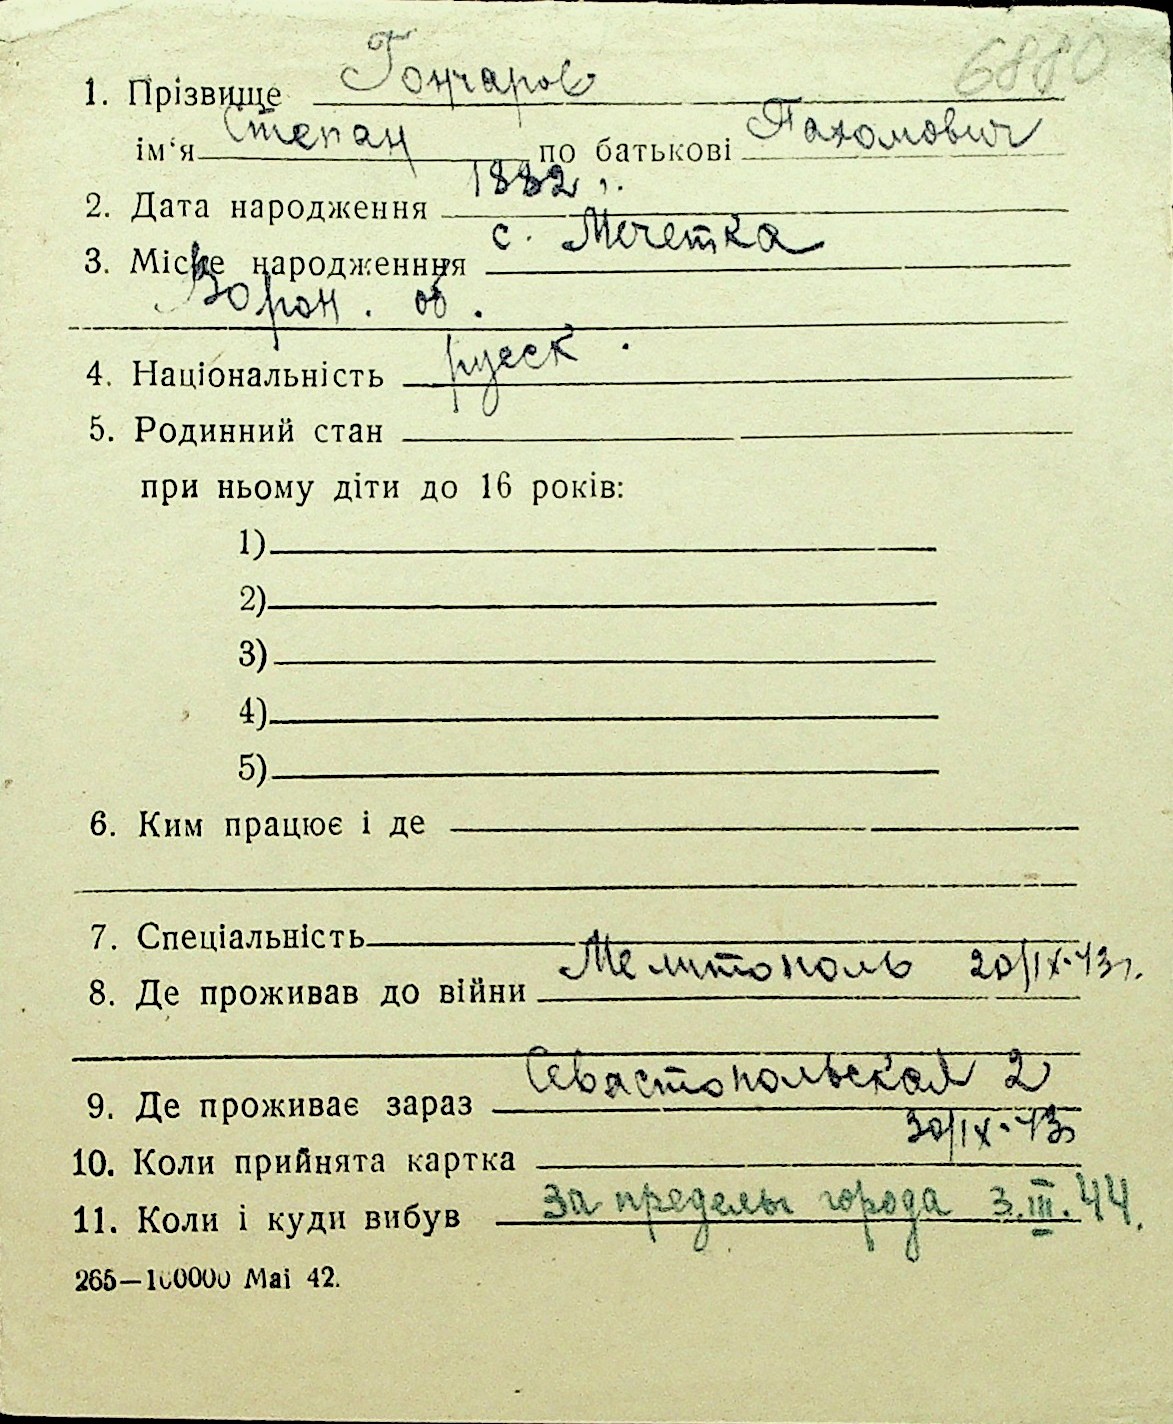 6880
1. Прізвище Гончаров
ім‘я Степан по батькові Пахомович
2. Дата народження 1882 г.
3. Місце народженння с. Мечетка
Ворон. об.
4. Національність русск.
5. Родинний стан
при ньому діти до 16 років:
1)
2)
3)
4)
5)
6. Ким працює і де
7. Спеціальність
8. Де проживав до війни Мелитополь 20/IX-43г.
9. Де проживає зараз Севастопольская 2
10. Коли прийнята картка 30/IX-43
11. Коли і куди вибув За пределы города 3.III.44.
265—100000 Mai 42.